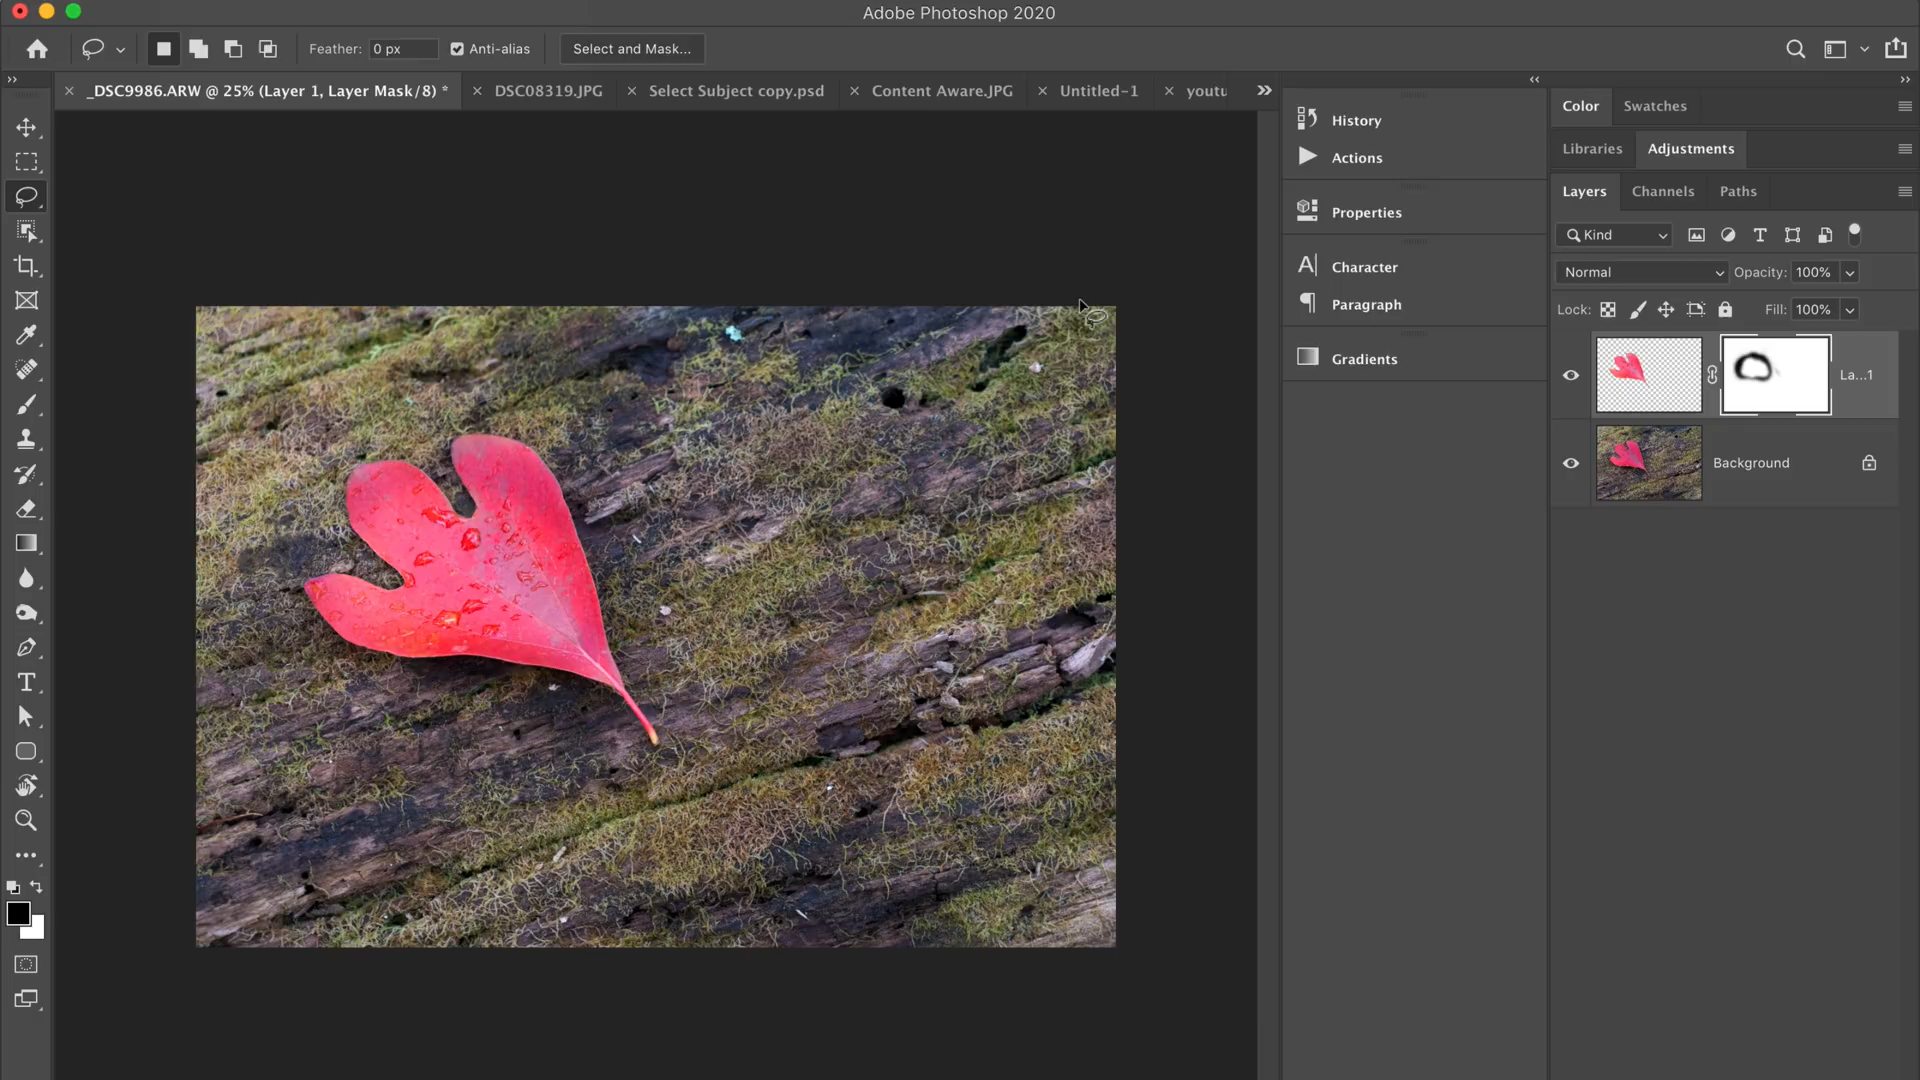 Adobe Photoshop 2020
Feather: 0 px Anti-alias Select and Mask...
_DSC9986.ARW @ 25% (Layer 1, Layer Mask/8) * DSC08319.JPG Select Subject copy.psd Content Aware.JPG Untitled-1 youtu
History
Actions
Properties
Character
Paragraph
Gradients
Color Swatches
Libraries Adjustments
Layers Channels Paths
Kind
Normal Opacity: 100%
Lock: Fill: 100%
La...1
Background